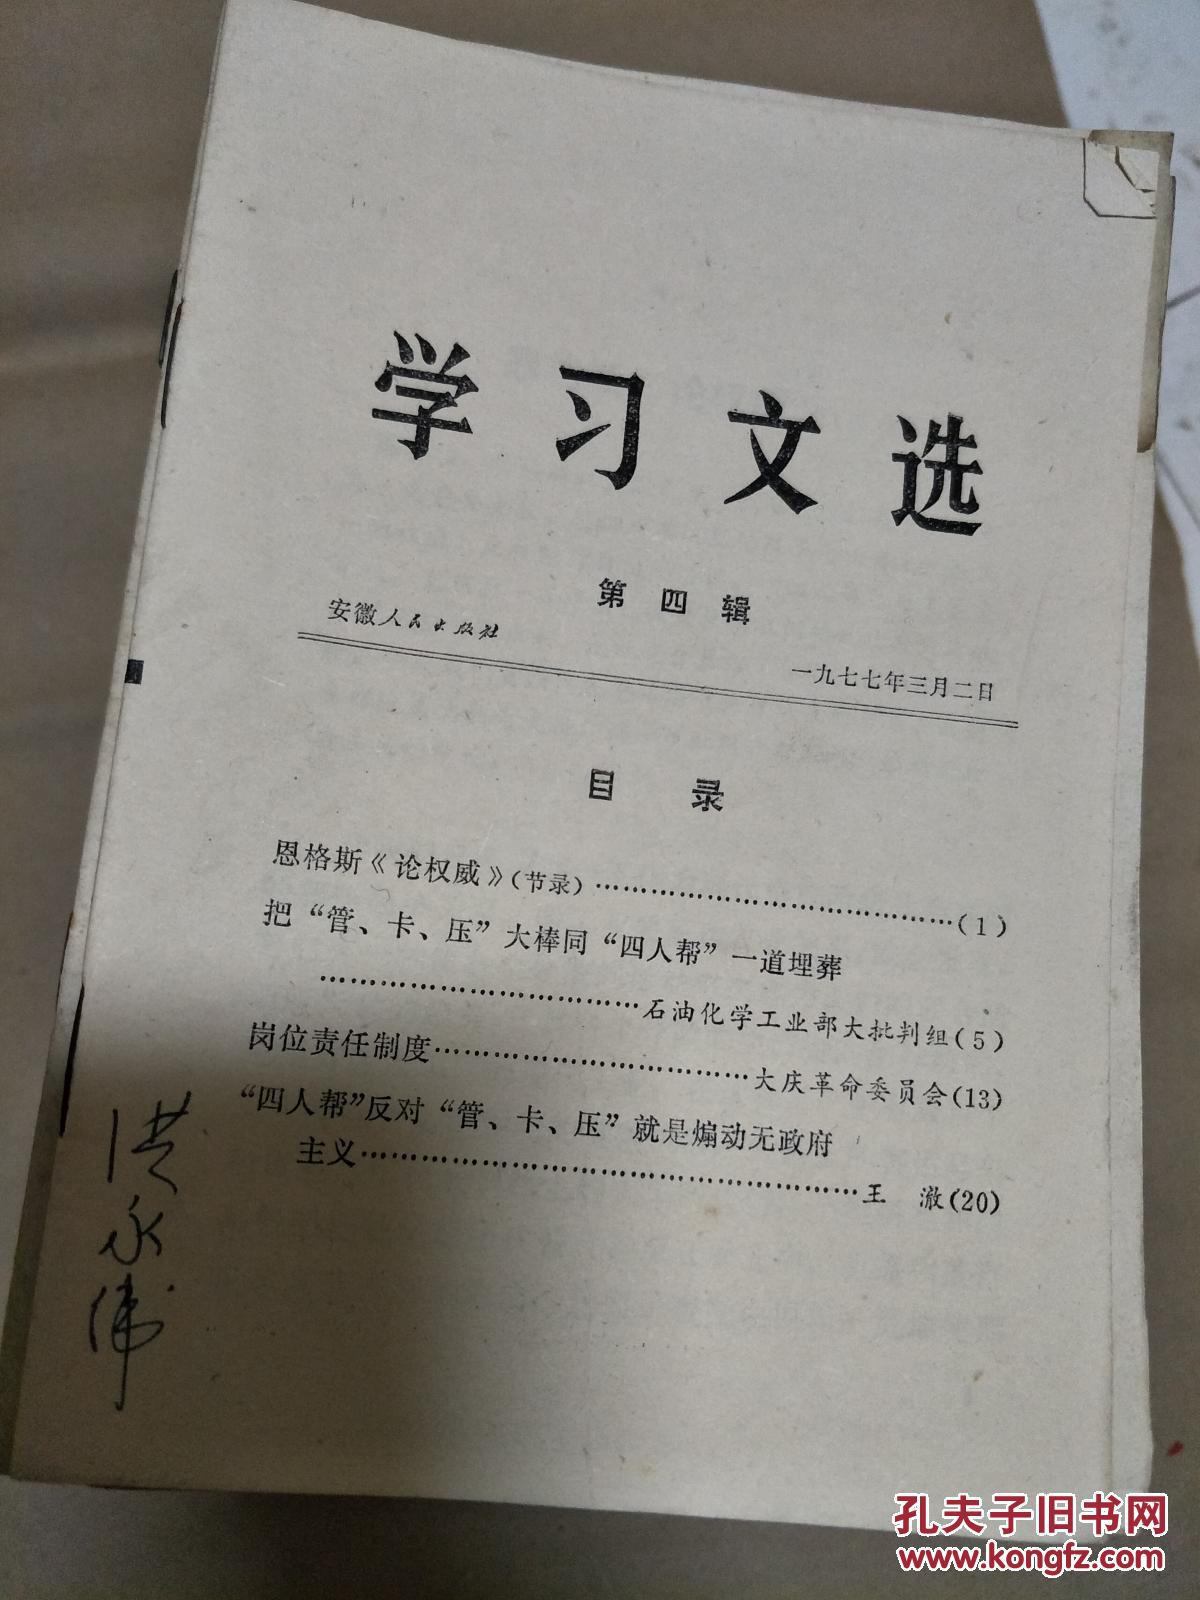 学习文选
第四辑
安徽人民出版社
一九七七年三月二日
目录
恩格斯《论权威》(节录)……………………………………(1)
把“管、卡、压”大棒同“四人帮”一道埋葬
……………………………石油化学工业部大批判组(5)
岗位责任制度……………………………大庆革命委员会(13)
“四人帮”反对“管、卡、压”就是煽动无政府
主义……………………………………………王 澈(20)
洪永伟
孔夫子旧书网
www.kongfz.com